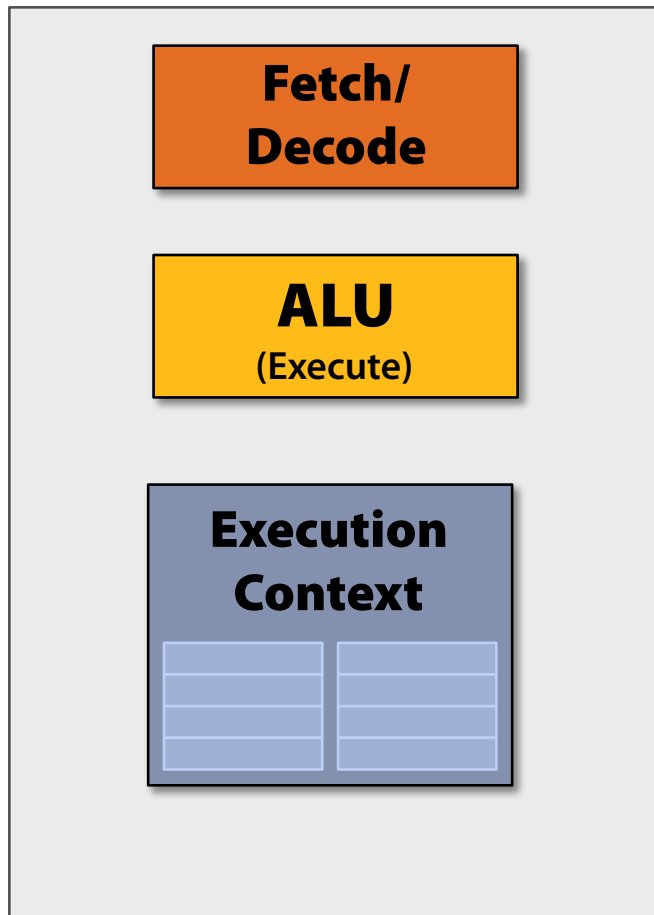 Fetch/
Decode
ALU
(Execute)
Execution
Context